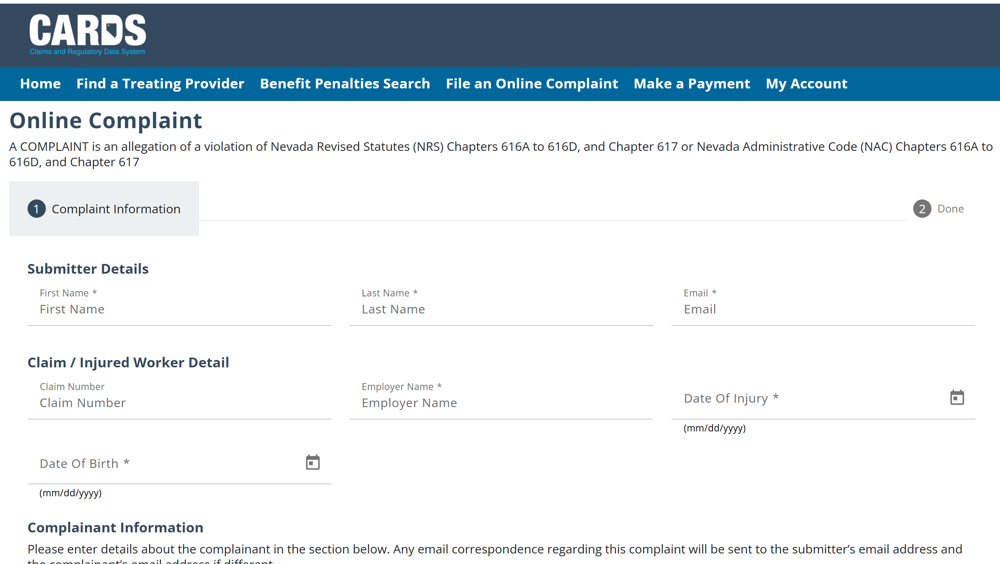 CARDS
Claims and Regulatory Data System
Home Find a Treating Provider Benefit Penalties Search File an Online Complaint Make a Payment My Account
Online Complaint
A COMPLAINT is an allegation of a violation of Nevada Revised Statutes (NRS) Chapters 616A to 616D, and Chapter 617 or Nevada Administrative Code (NAC) Chapters 616A to
616D, and Chapter 617
1 Complaint Information
2 Done
Submitter Details
First Name * Last Name * Email *
First Name Last Name Email
Claim / Injured Worker Detail
Claim Number Employer Name *
Claim Number Employer Name Date Of Injury *
(mm/dd/yyyy)
Date Of Birth *
(mm/dd/yyyy)
Complainant Information
Please enter details about the complainant in the section below. Any email correspondence regarding this complaint will be sent to the submitter’s email address and
the complainant’s email address if different